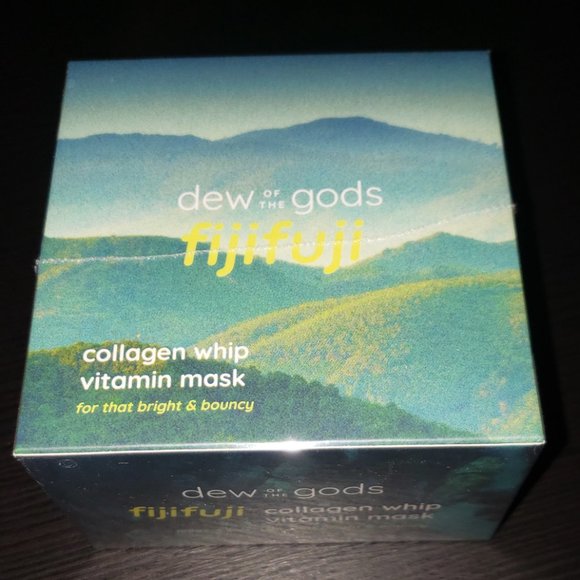 dew OF THE gods
fijifuji
collagen whip
vitamin mask
for that bright & bouncy
dew OF THE gods
fijifuji collagen whip
vitamin mask